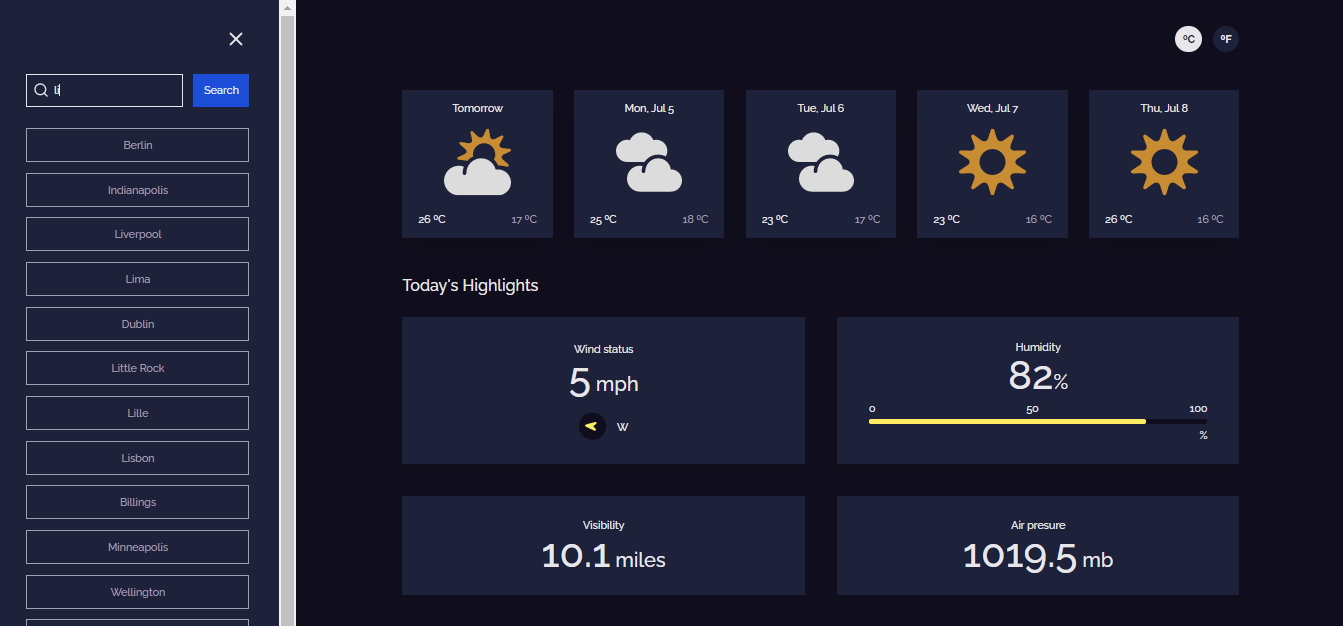 li
Search
Berlin
Indianapolis
Liverpool
Lima
Dublin
Little Rock
Lille
Lisbon
Billings
Minneapolis
Wellington
ºC ºF
Tomorrow
26 ºC 17 ºC
Mon, Jul 5
25 ºC 18 ºC
Tue, Jul 6
23 ºC 17 ºC
Wed, Jul 7
23 ºC 16 ºC
Thu, Jul 8
26 ºC 16 ºC
Today's Highlights
Wind status
5 mph
W
Humidity
82%
0 50 100
%
Visibility
10.1 miles
Air presure
1019.5 mb